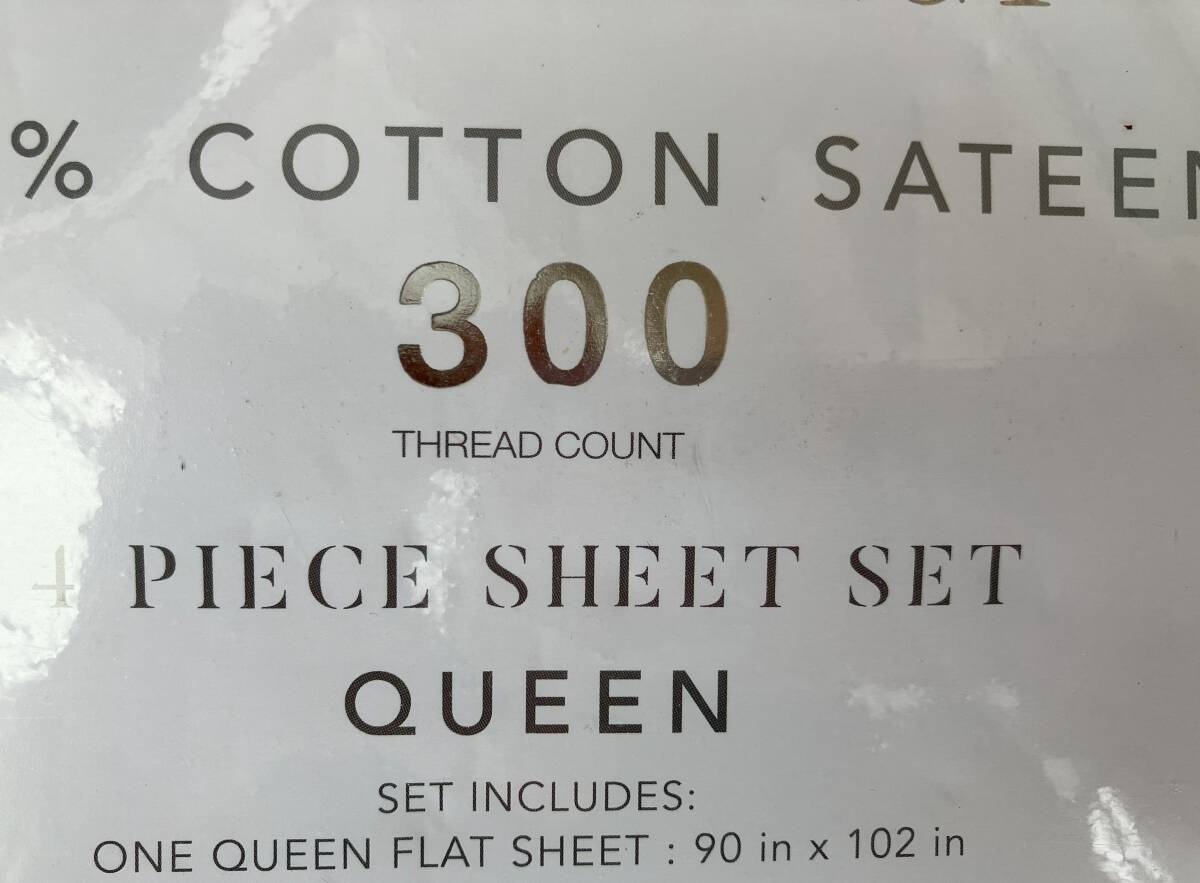 % COTTON SATEEN
300
THREAD COUNT
4 PIECE SHEET SET
QUEEN
SET INCLUDES:
ONE QUEEN FLAT SHEET : 90 in x 102 in